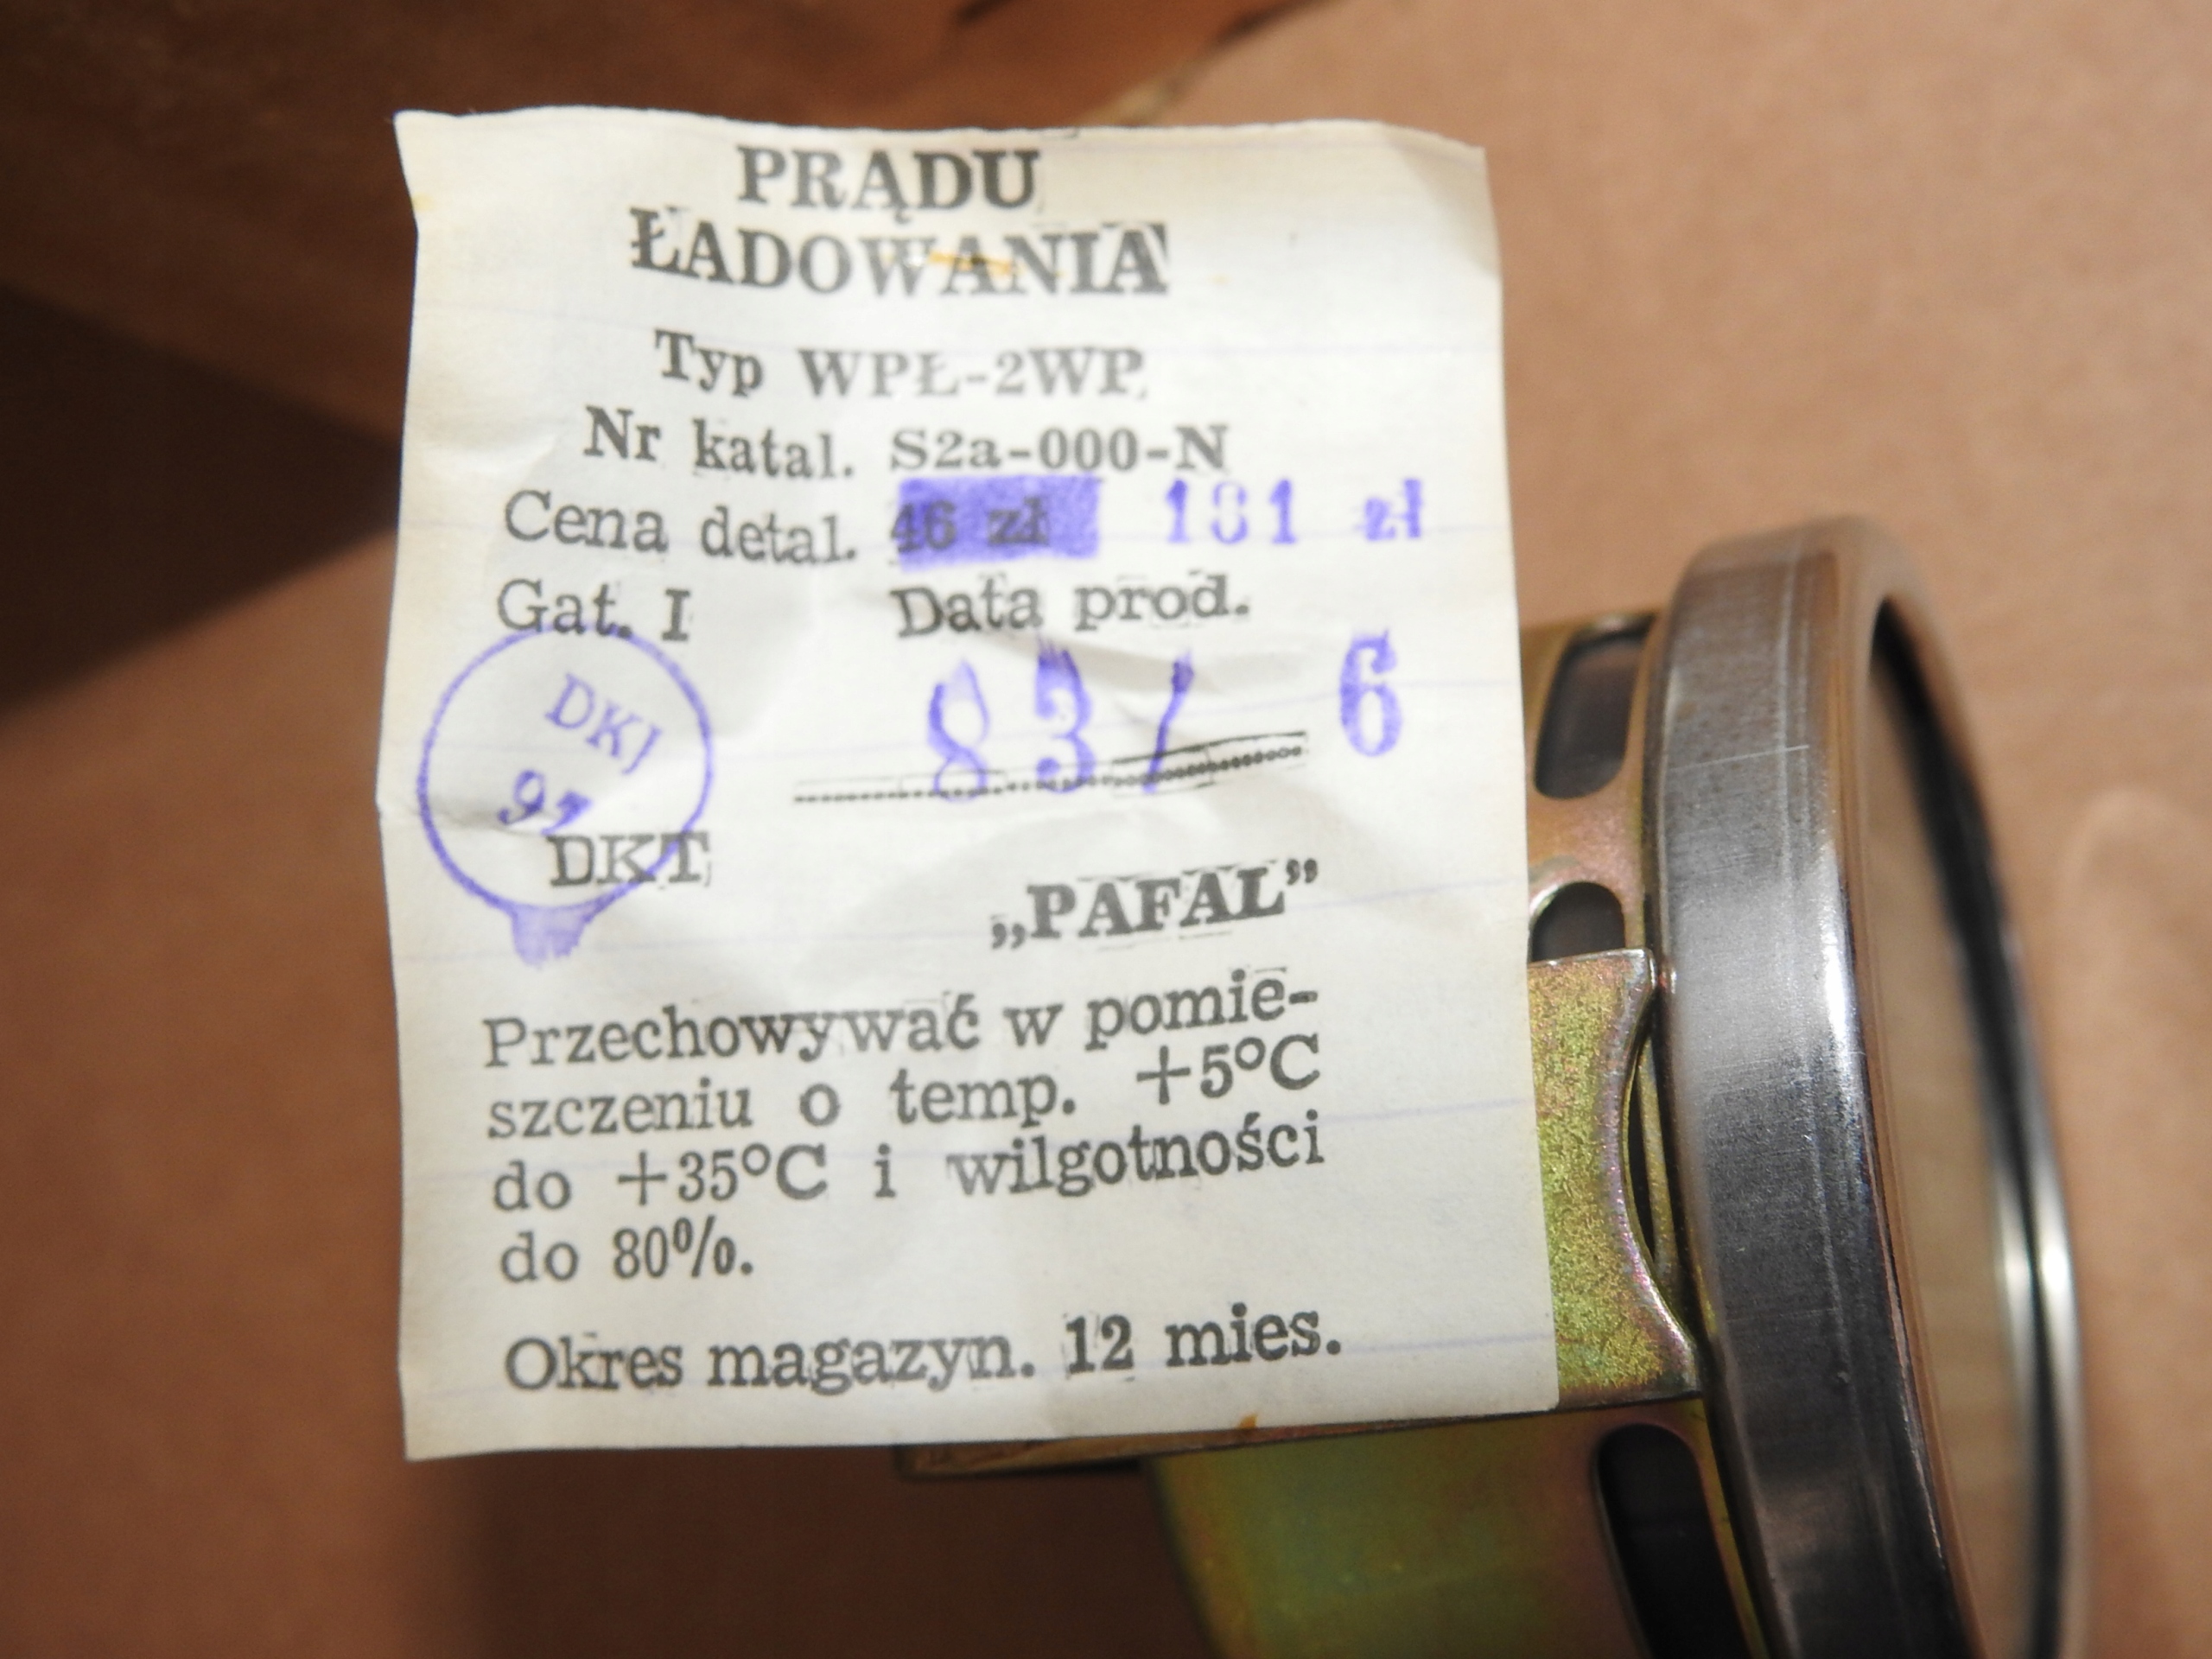 PRĄDU
ŁADOWANIA
Typ WPŁ-2WP
Nr katal. S2a-000-N
Cena detal. 46 zł 181 zł
Gat. I Data prod.
83/ 6
DKJ
97
DKT
„PAFAL”
Przechowywać w pomie-
szczeniu o temp. +5°C
do +35°C i wilgotności
do 80%.
Okres magazyn. 12 mies.